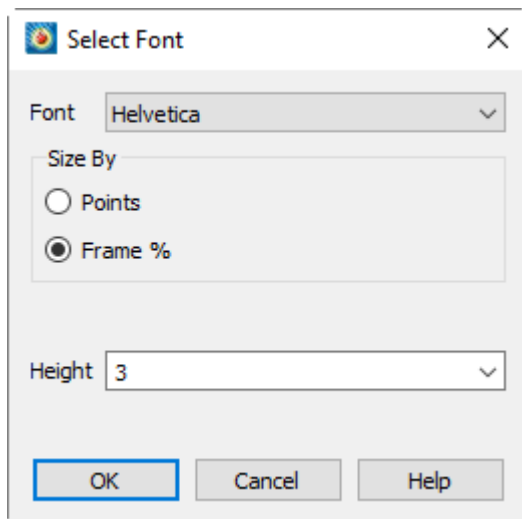 Select Font
Font Helvetica
Size By
Points
Frame %
Height 3
OK Cancel Help